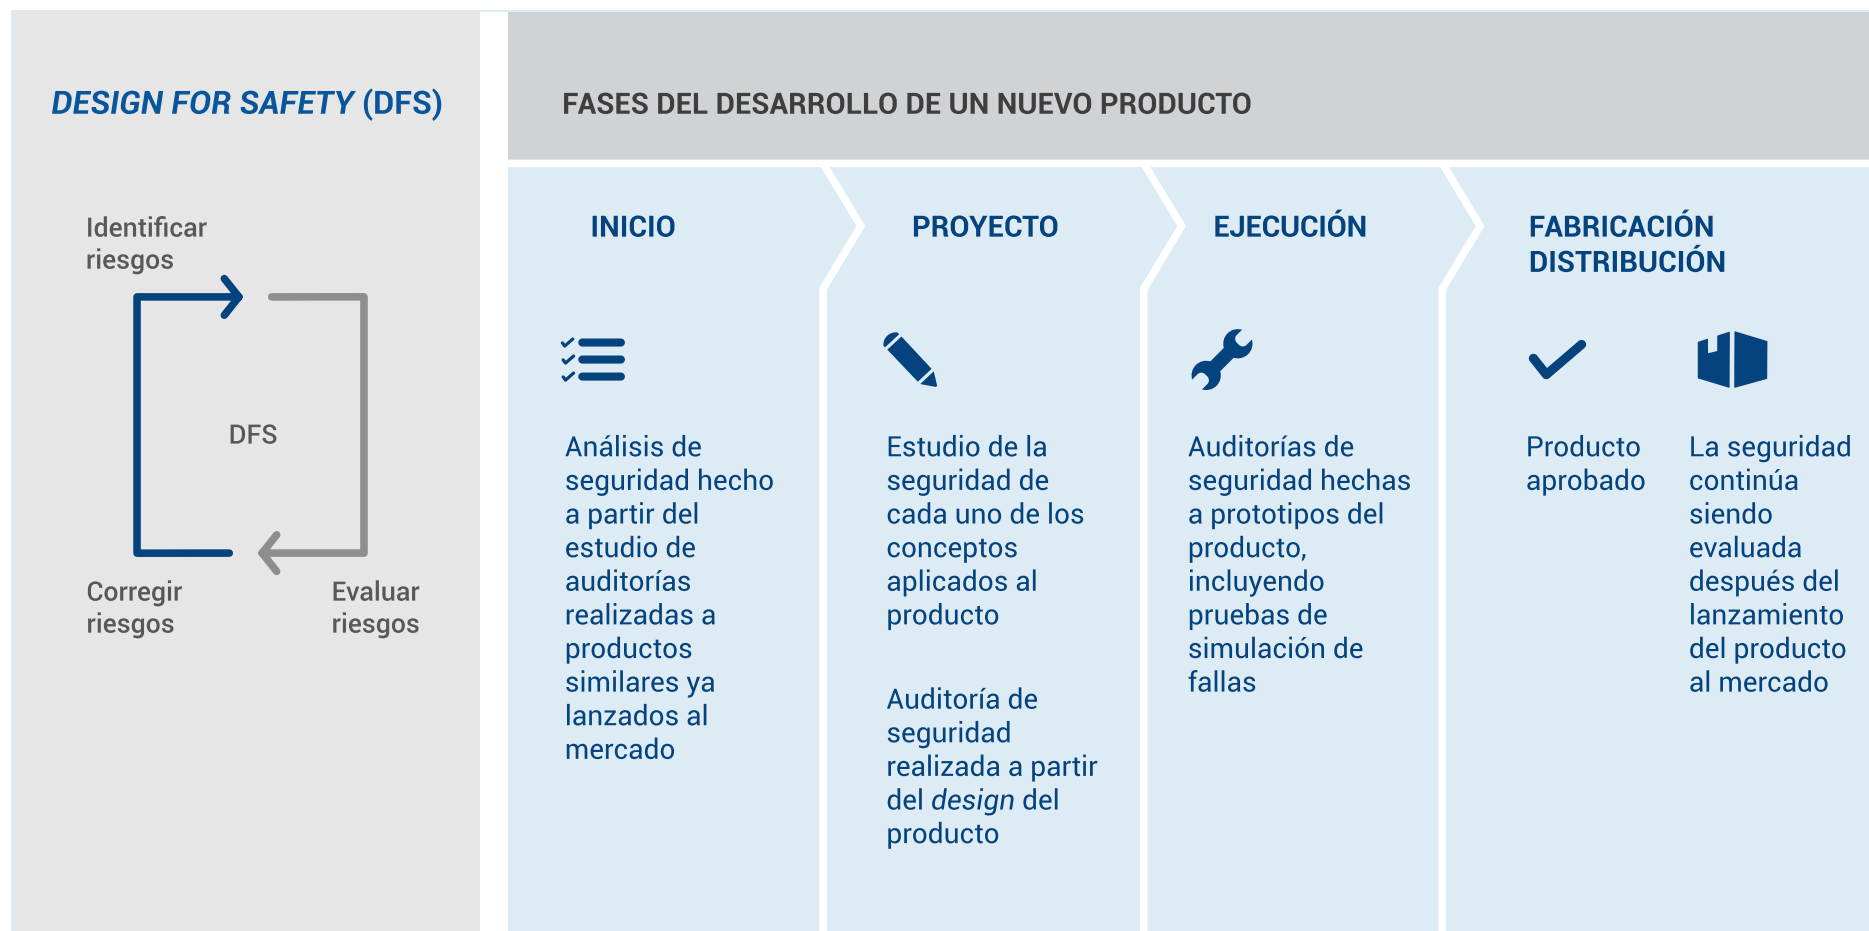 DESIGN FOR SAFETY (DFS)
Identificar
riesgos
DFS
Corregir
riesgos
Evaluar
riesgos
FASES DEL DESARROLLO DE UN NUEVO PRODUCTO
INICIO
Análisis de
seguridad hecho
a partir del
estudio de
auditorías
realizadas a
productos
similares ya
lanzados al
mercado
PROYECTO
Estudio de la
seguridad de
cada uno de los
conceptos
aplicados al
producto
Auditoría de
seguridad
realizada a partir
del design del
producto
EJECUCIÓN
Auditorías de
seguridad hechas
a prototipos del
producto,
incluyendo
pruebas de
simulación de
fallas
FABRICACIÓN
DISTRIBUCIÓN
Producto
aprobado
La seguridad
continúa
siendo
evaluada
después del
lanzamiento
del producto
al mercado